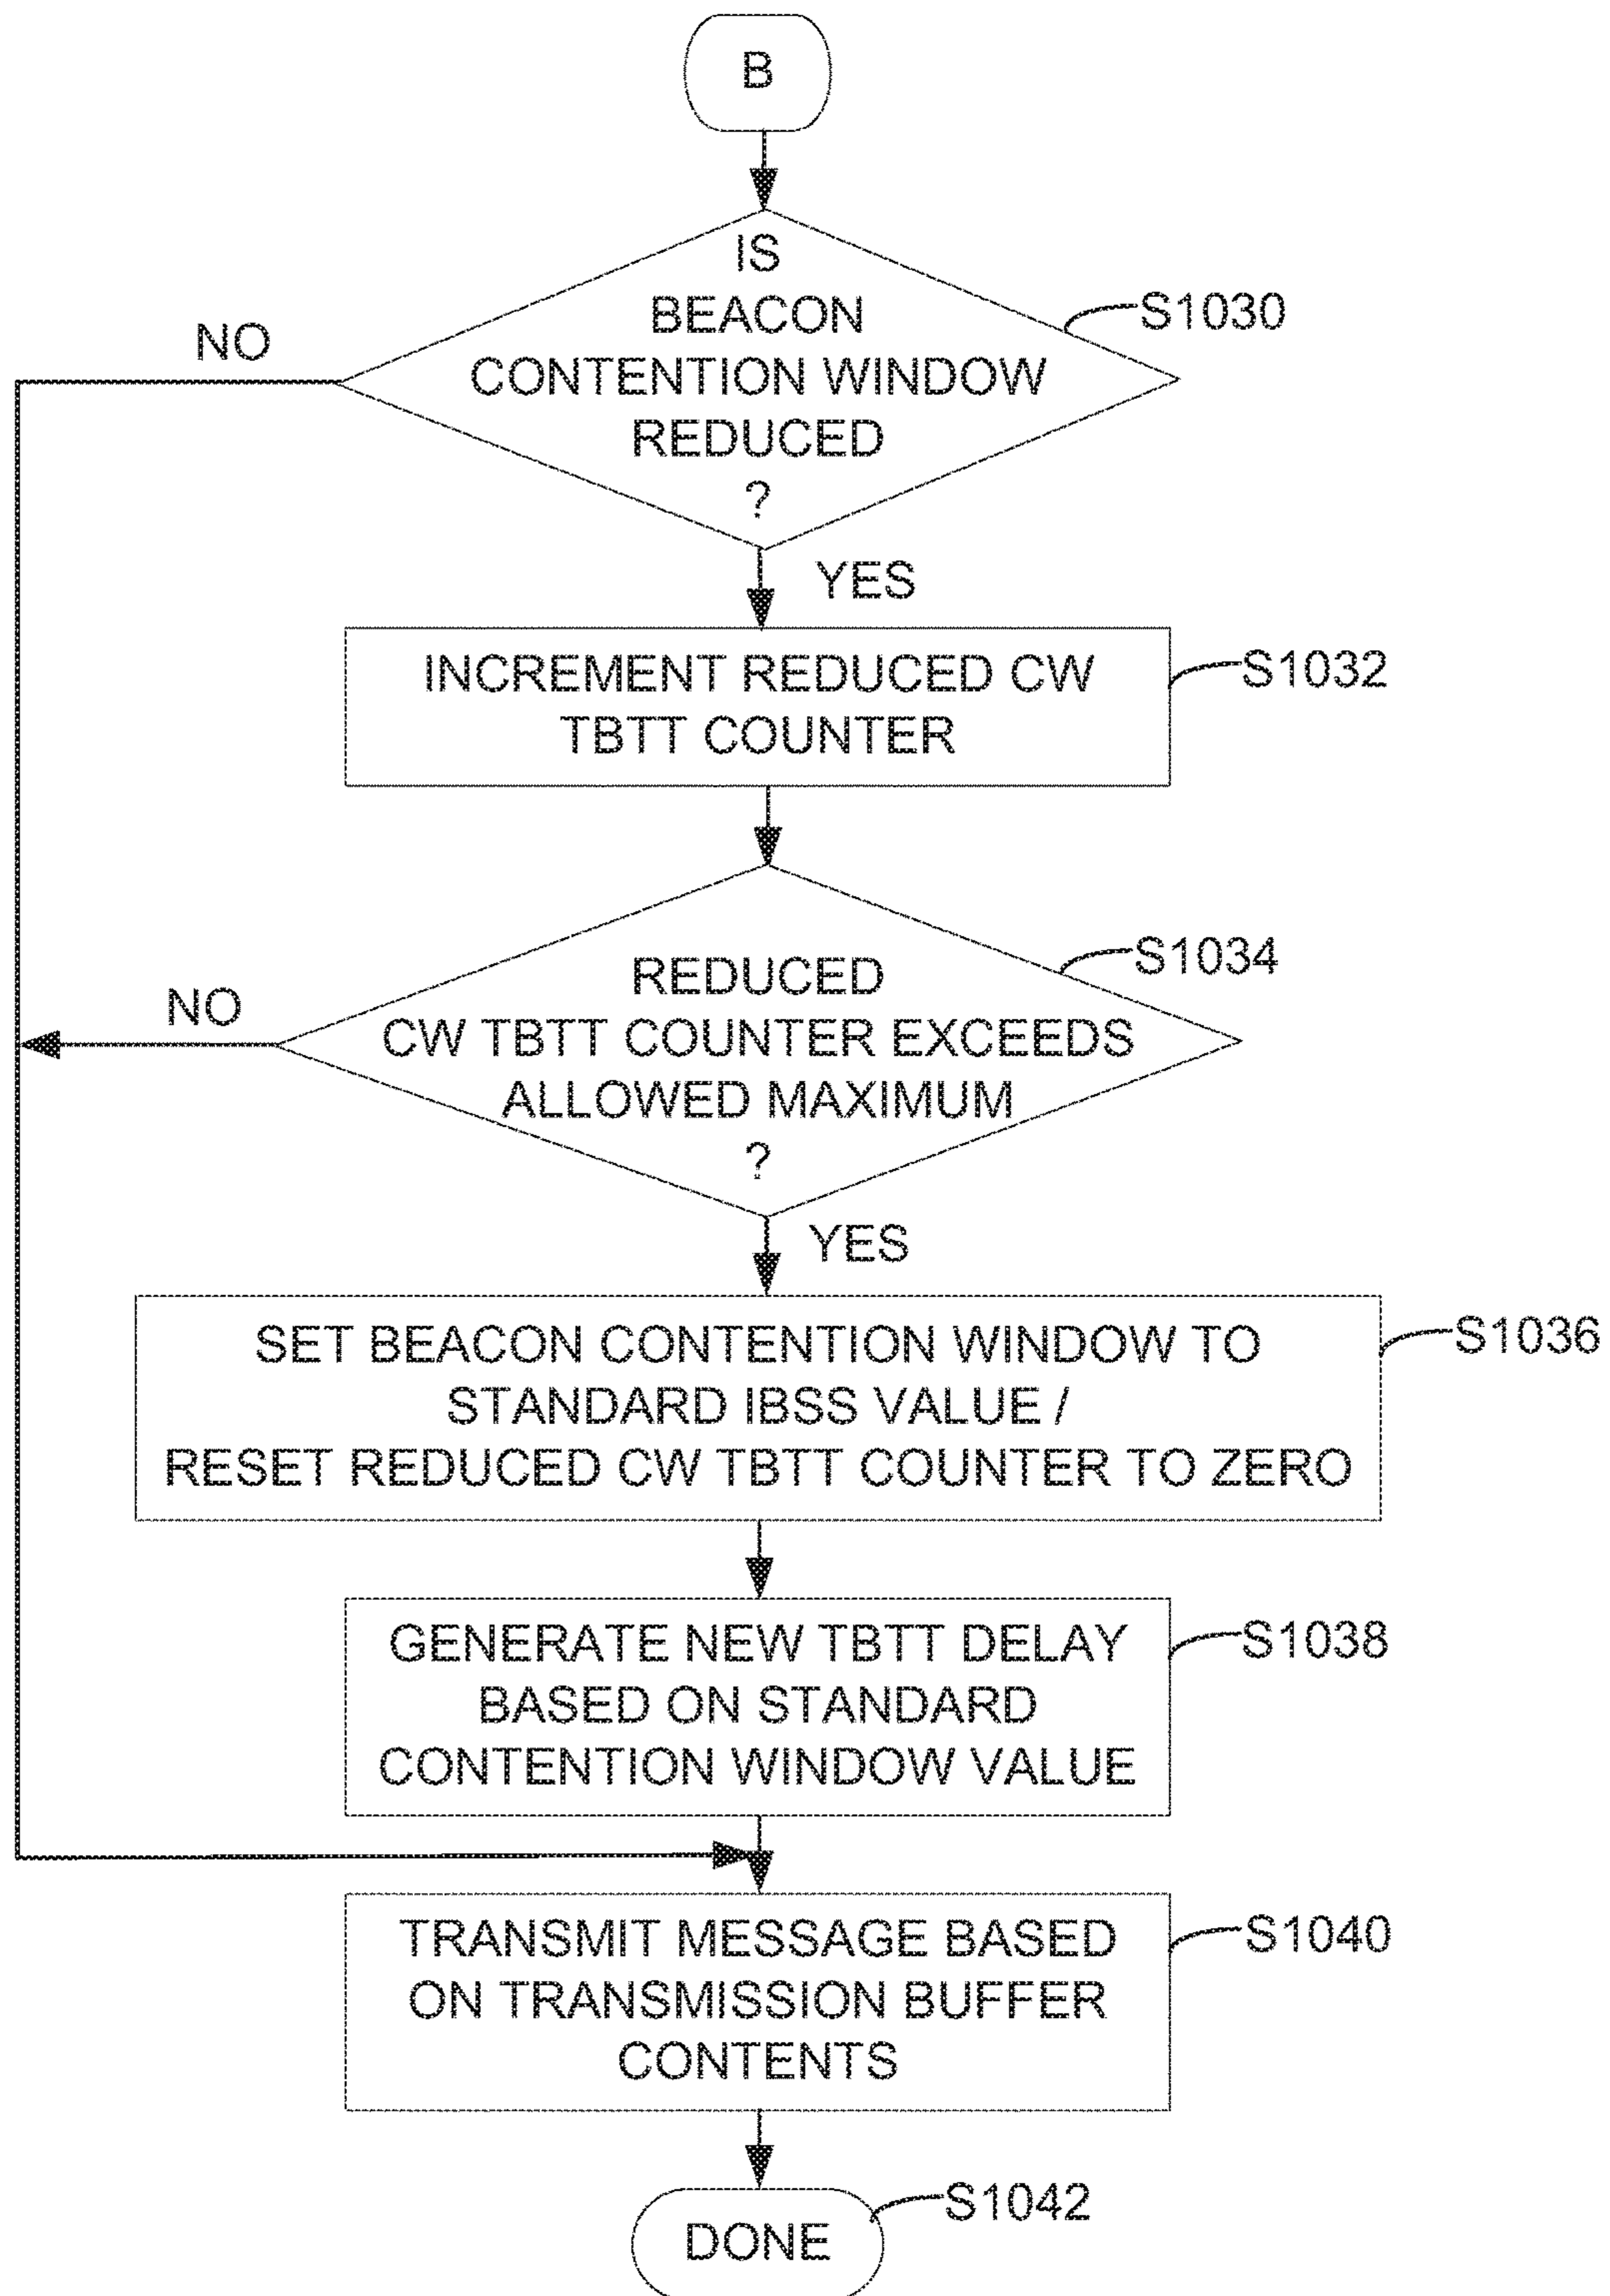 B
IS
BEACON
CONTENTION WINDOW
REDUCED
?
S1030
NO
YES
INCREMENT REDUCED CW
TBTT COUNTER
S1032
REDUCED
CW TBTT COUNTER EXCEEDS
ALLOWED MAXIMUM
?
S1034
NO
YES
SET BEACON CONTENTION WINDOW TO
STANDARD IBSS VALUE /
RESET REDUCED CW TBTT COUNTER TO ZERO
S1036
GENERATE NEW TBTT DELAY
BASED ON STANDARD
CONTENTION WINDOW VALUE
S1038
TRANSMIT MESSAGE BASED
ON TRANSMISSION BUFFER
CONTENTS
S1040
DONE
S1042